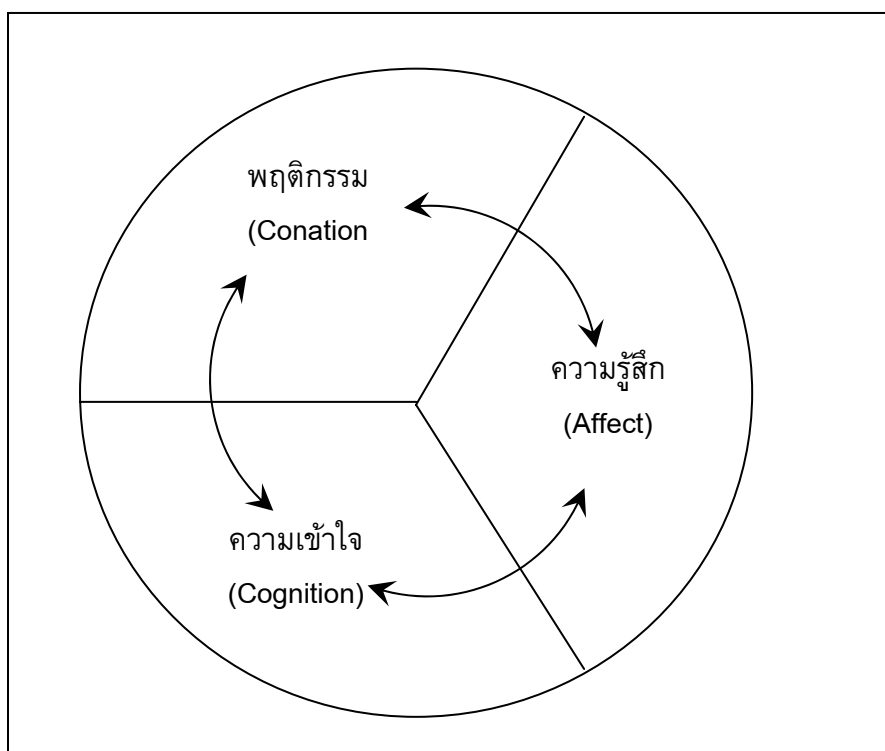 พฤติกรรม
(Conation
ความรู้สึก
(Affect)
ความเข้าใจ
(Cognition)